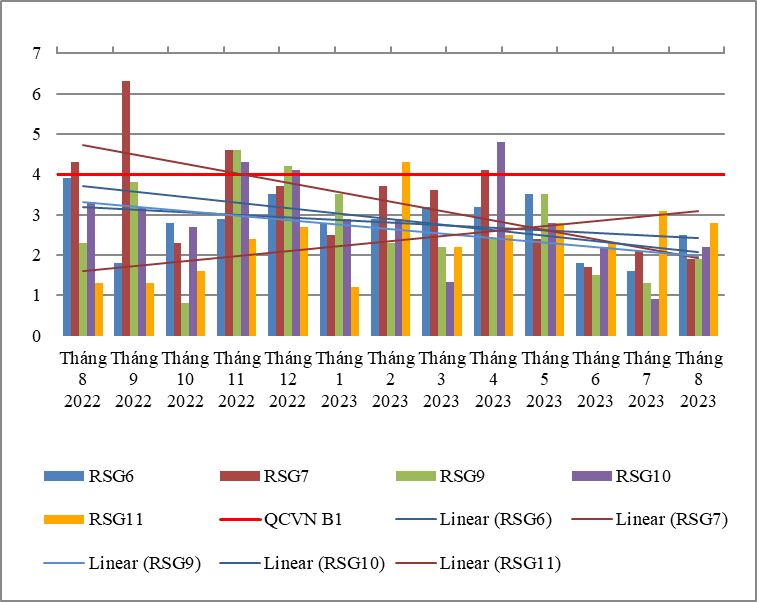 7
6
5
4
3
2
1
0
Tháng Tháng Tháng Tháng Tháng Tháng Tháng Tháng Tháng Tháng Tháng Tháng Tháng
8 9 10 11 12 1 2 3 4 5 6 7 8
2022 2022 2022 2022 2022 2023 2023 2023 2023 2023 2023 2023 2023
RSG6 RSG7 RSG9 RSG10
RSG11 QCVN B1 Linear (RSG6) Linear (RSG7)
Linear (RSG9) Linear (RSG10) Linear (RSG11)